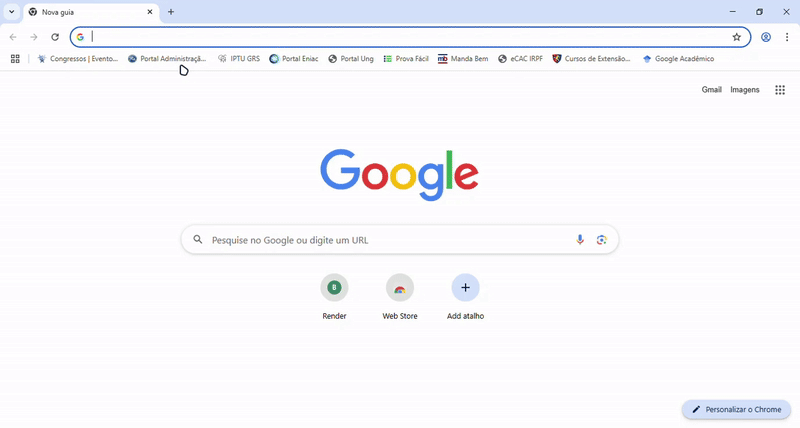 Nova guia
Congressos | Evento... Portal Administraçã... IPTU GRS Portal Eniac Portal Ung Prova Fácil Manda Bem eCAC IRPF Cursos de Extensão... Google Acadêmico
Gmail Imagens
Google
Pesquise no Google ou digite um URL
B
Render Web Store Add atalho
Personalizar o Chrome